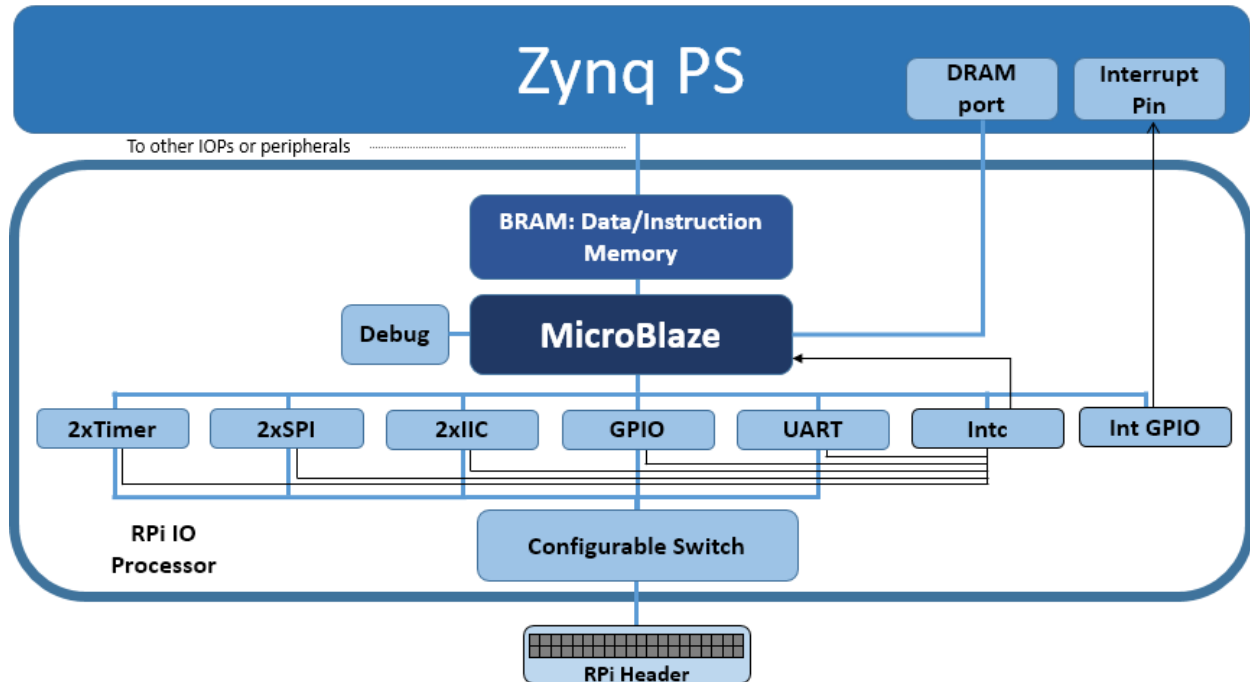 Zynq PS
DRAM
port
Interrupt
Pin
To other IOPs or peripherals
BRAM: Data/Instruction
Memory
Debug
MicroBlaze
2xTimer
2xSPI
2xIIC
GPIO
UART
Intc
Int GPIO
RPi IO
Processor
Configurable Switch
RPi Header